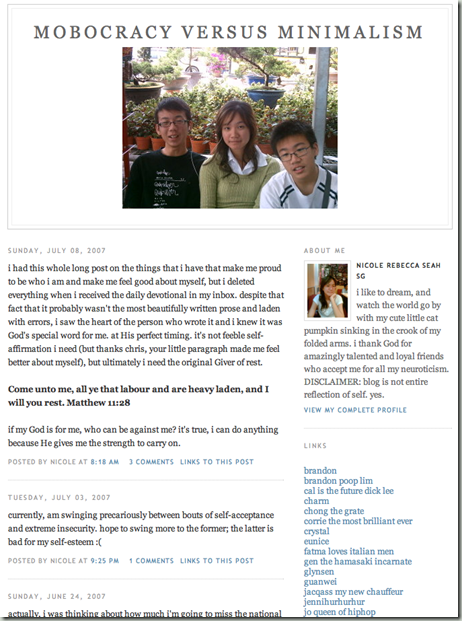 MOBOCRACY VERSUS MINIMALISM
SUNDAY, JULY 08, 2007
i had this whole long post on the things that i have that make me proud
to be who i am and make me feel good about myself, but i deleted
everything when i received the daily devotional in my inbox. despite that
fact that it probably wasn't the most beautifully written prose and laden
with errors, i saw the heart of the person who wrote it and i knew it was
God's special word for me. at His perfect timing. it's not feeble self-
affirmation i need (but thanks chris, your little paragraph made me feel
better about myself), but ultimately i need the original Giver of rest.
Come unto me, all ye that labour and are heavy laden, and I
will you rest. Matthew 11:28
if my God is for me, who can be against me? it's true, i can do anything
because He gives me the strength to carry on.
POSTED BY NICOLE AT 8:18 AM 3 COMMENTS LINKS TO THIS POST
TUESDAY, JULY 03, 2007
currently, am swinging precariously between bouts of self-acceptance
and extreme insecurity. hope to swing more to the former; the latter is
bad for my self-esteem :(
POSTED BY NICOLE AT 9:25 PM 1 COMMENTS LINKS TO THIS POST
SUNDAY, JUNE 24, 2007
actually, i was thinking about how much i'm going to miss the national
ABOUT ME
NICOLE REBECCA SEAH
SG
i like to dream, and
watch the world go by
with my cute little cat
pumpkin sinking in the crook of my
folded arms. i thank God for
amazingly talented and loyal friends
who accept me for all my neuroticism.
DISCLAIMER: blog is not entire
reflection of self. yes.
VIEW MY COMPLETE PROFILE
LINKS
brandon
brandon poop lim
cal is the future dick lee
charm
chong the grate
corrie the most brilliant ever
crystal
eunice
fatma loves italian men
gen the hamasaki incarnate
glynsen
guanwei
jacqass my new chauffeur
jennihurhurhur
jo queen of hiphop